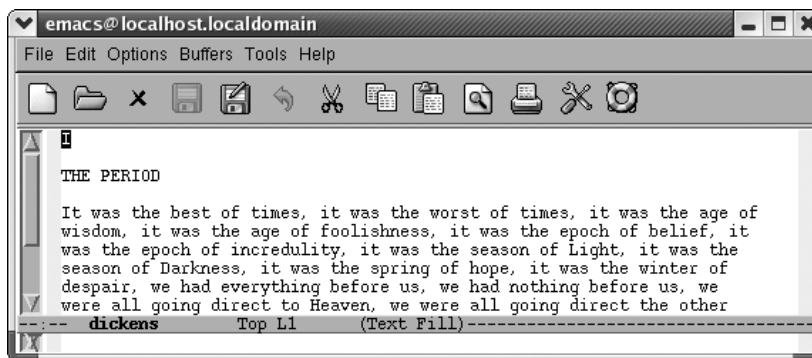 emacs@localhost.localdomain
File Edit Options Buffers Tools Help
I
THE PERIOD
It was the best of times, it was the worst of times, it was the age of
wisdom, it was the age of foolishness, it was the epoch of belief, it
was the epoch of incredulity, it was the season of Light, it was the
season of Darkness, it was the spring of hope, it was the winter of
despair, we had everything before us, we had nothing before us, we
were all going direct to Heaven, we were all going direct the other
--:-- dickens Top L1 (Text Fill)----------------------------------